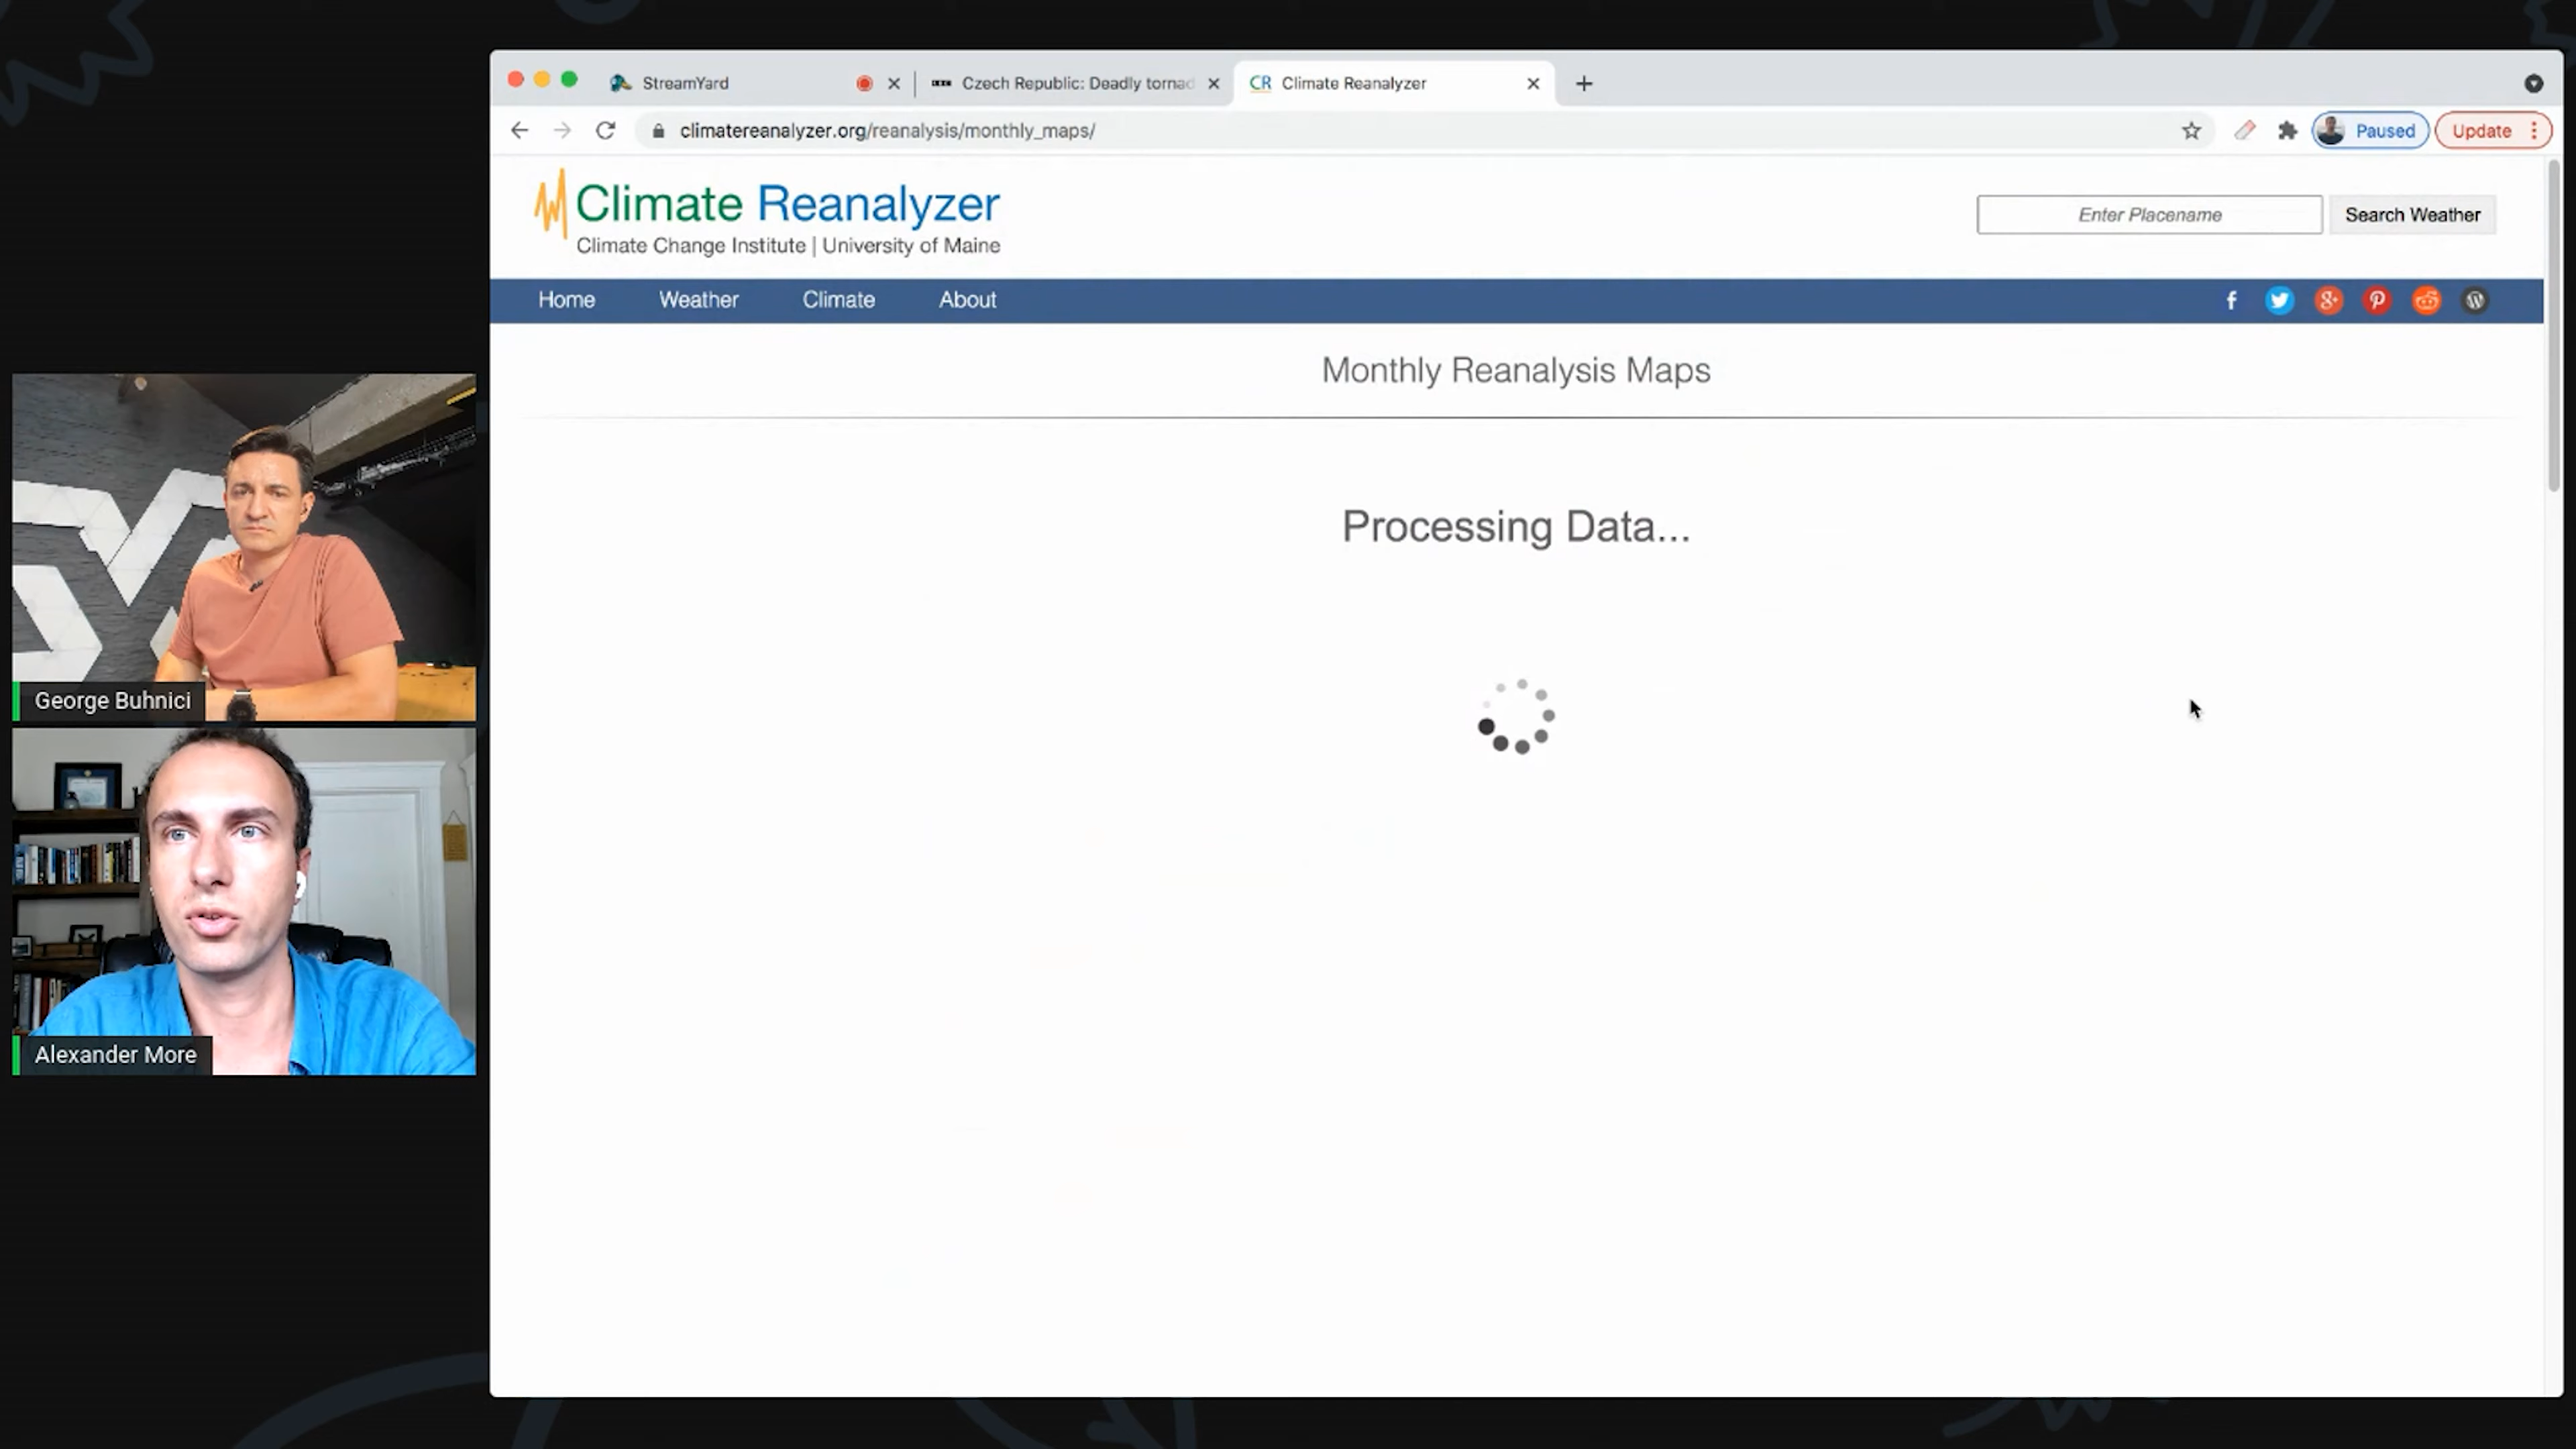 StreamYard
Czech Republic: Deadly tornad
CR Climate Reanalyzer
climatereanalyzer.org/reanalysis/monthly_maps/
Paused
Update
Climate Reanalyzer
Climate Change Institute | University of Maine
Enter Placename
Search Weather
Home
Weather
Climate
About
Monthly Reanalysis Maps
Processing Data...
George Buhnici
Alexander More